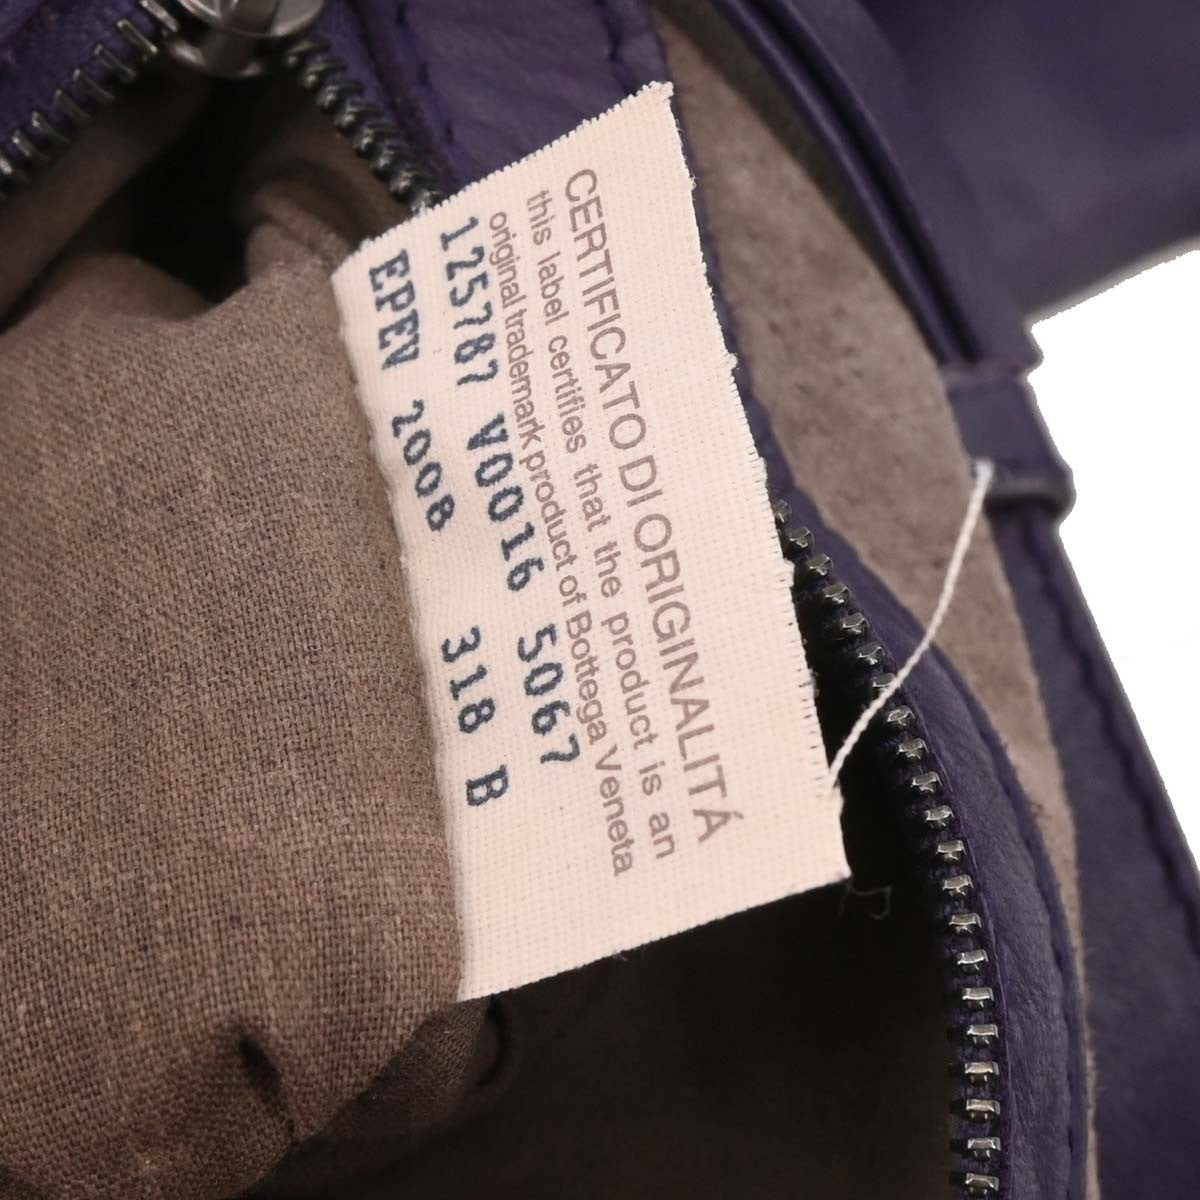 CERTIFICATO DI ORIGINALITÁ
this label certifies that the product is an
original trademark product of Bottega Veneta
125787 V0016 5067
EPEV 2008 318 B